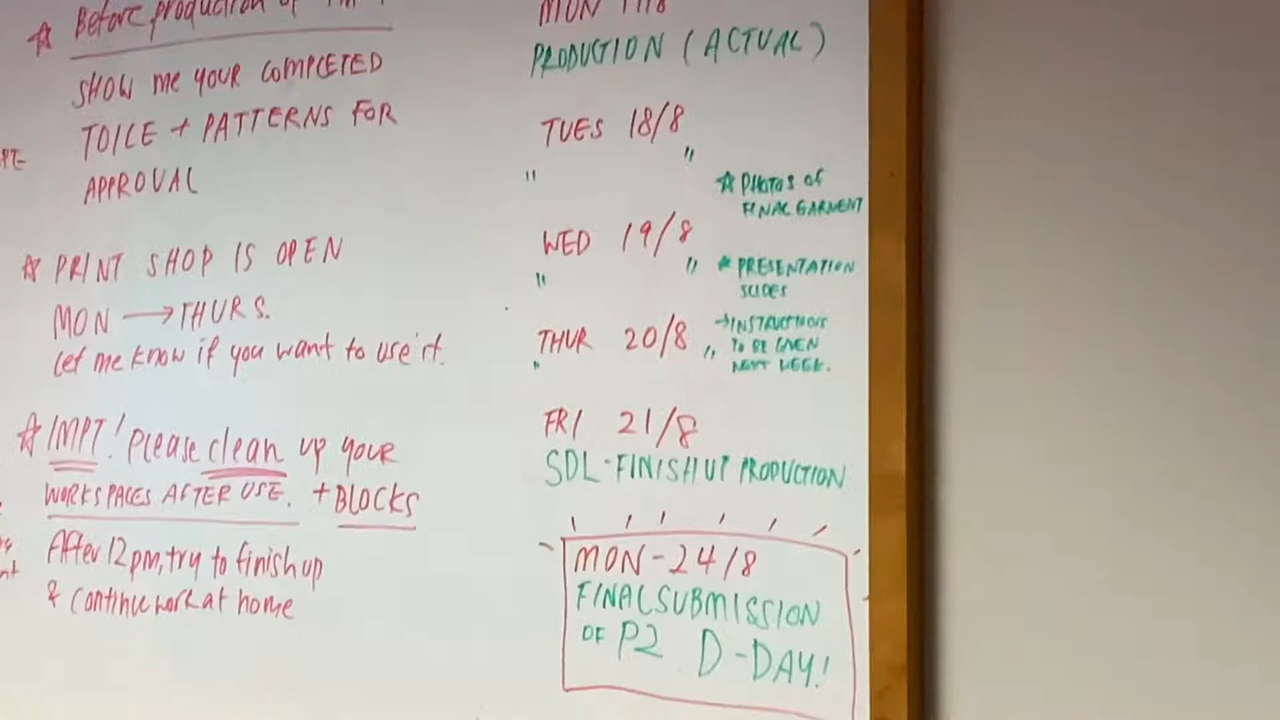 ☆ Before production of
SHOW me YOUR COMPLETED
TOILE + PATTERNS FOR
APPROVAL
☆ PRINT SHOP IS OPEN
MON → THURS.
Let me know if you want to use it.
☆ IMPT! Please clean up your
WORKSPACES AFTER USE. + BLOCKS
After 12pm, try to finish up
& continue work at home
MON 17/8
PRODUCTION (ACTUAL)
TUES 18/8
" "
☆ PHOTOS OF
FINAL GARMENT
WED 19/8
" "
☆ PRESENTATION
SLIDES
THUR 20/8
" "
→ INSTRUCTIONS
TO BE GIVEN
NEXT WEEK.
FRI 21/8
SDL - FINISH UP PRODUCTION
MON - 24/8
FINAL SUBMISSION
OF P2 D-DAY!